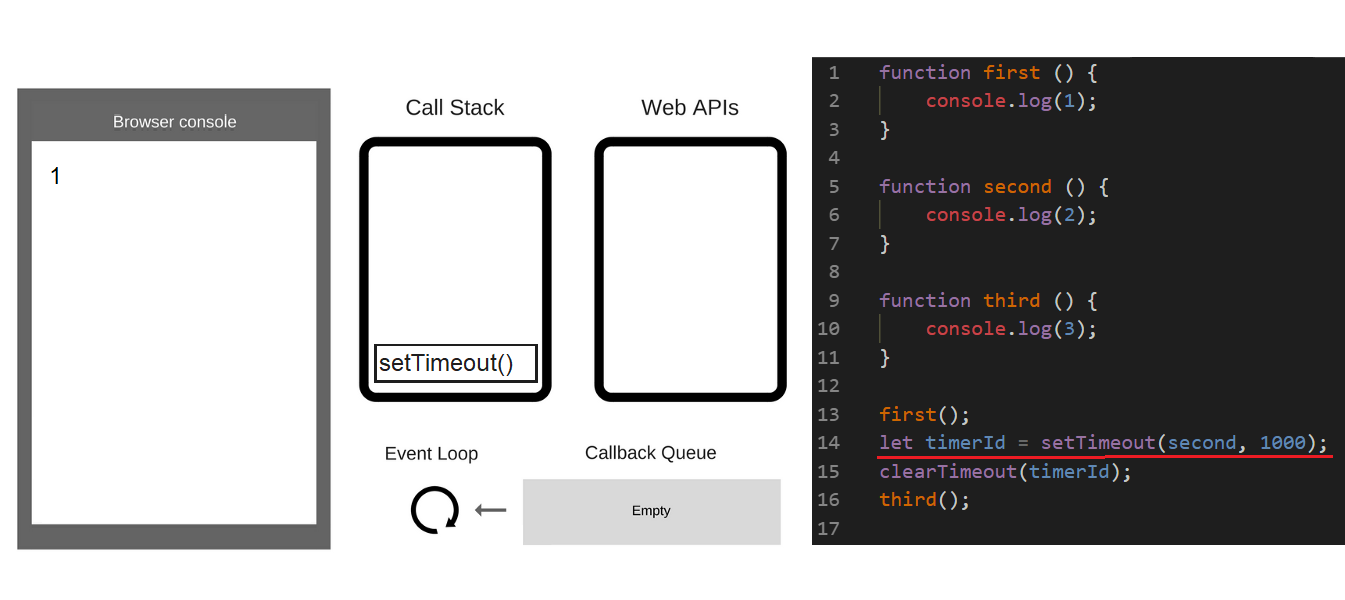 Browser console
1
Call Stack
setTimeout()
Web APIs
Event Loop
Callback Queue
Empty
1 function first () {
2 console.log(1);
3 }
4
5 function second () {
6 console.log(2);
7 }
8
9 function third () {
10 console.log(3);
11 }
12
13 first();
14 let timerId = setTimeout(second, 1000);
15 clearTimeout(timerId);
16 third();
17